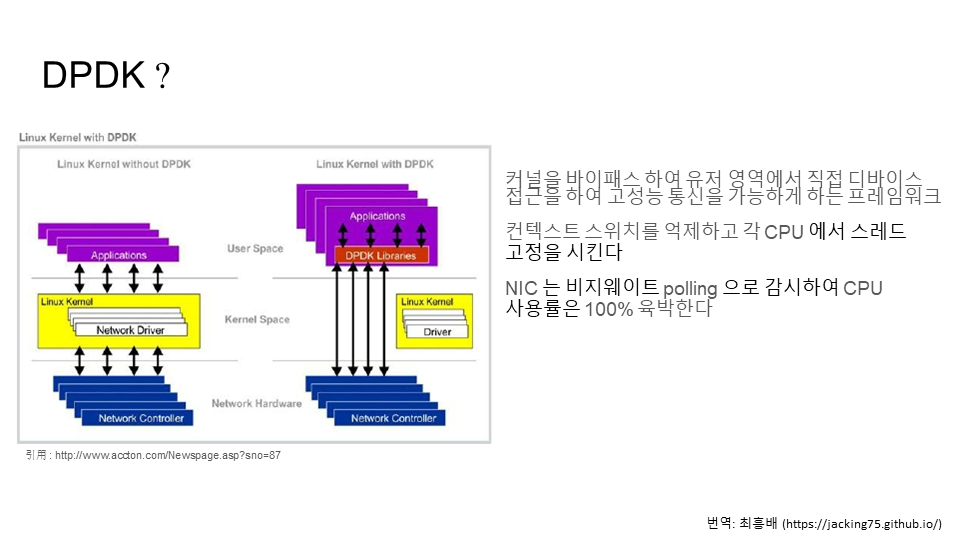 DPDK ?
Linux Kernel with DPDK
Linux Kernel without DPDK
Linux Kernel with DPDK
Applications
User Space
Applications
DPDK Libraries
Linux Kernel
Network Driver
Kernel Space
Linux Kernel
Driver
Network Hardware
Network Controller
Network Controller
引用 : http://www.accton.com/Newspage.asp?sno=87
커널을 바이패스 하여 유저 영역에서 직접 디바이스
접근을 하여 고성능 통신을 가능하게 하는 프레임워크
컨텍스트 스위치를 억제하고 각 CPU 에서 스레드
고정을 시킨다
NIC 는 비지웨이트 polling 으로 감시하여 CPU
사용률은 100% 육박한다
번역: 최흥배 (https://jacking75.github.io/)